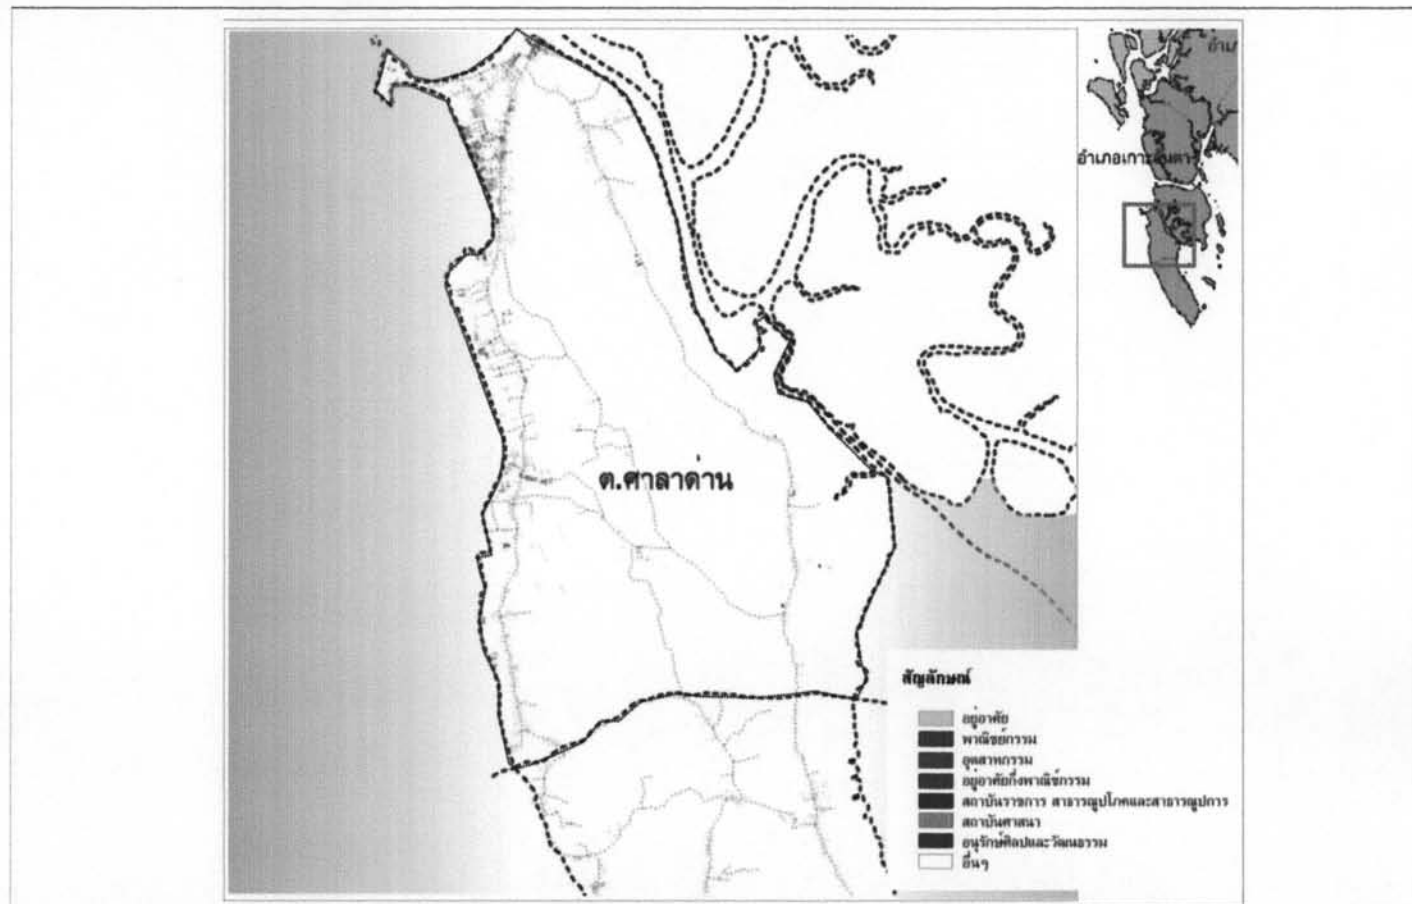 อำเภอเกาะลันตา
ต.ศาลาด่าน
สัญลักษณ์
อยู่อาศัย
พาณิชย์กรรม
อุตสาหกรรม
อยู่อาศัยกึ่งพาณิชย์กรรม
สถาบันราชการ สาธารณูปโภคและสาธารณูปการ
สถาบันศาสนา
อนุรักษ์ศิลปและวัฒนธรรม
อื่นๆ